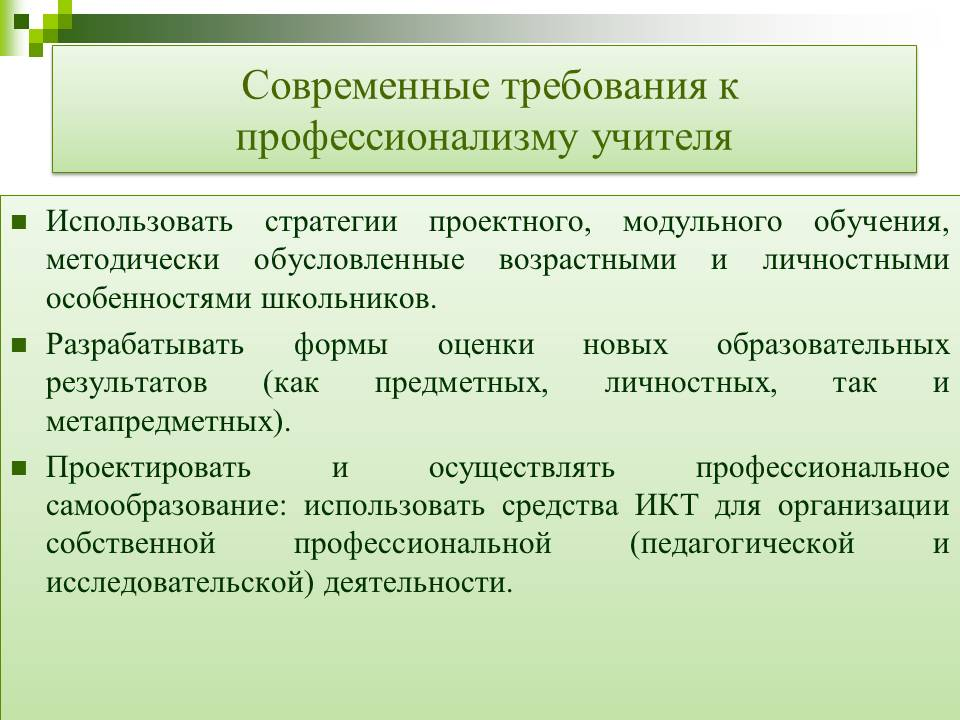 Современные требования к
профессионализму учителя
Использовать стратегии проектного, модульного обучения,
методически обусловленные возрастными и личностными
особенностями школьников.
Разрабатывать формы оценки новых образовательных
результатов (как предметных, личностных, так и
метапредметных).
Проектировать и осуществлять профессиональное
самообразование: использовать средства ИКТ для организации
собственной профессиональной (педагогической и
исследовательской) деятельности.